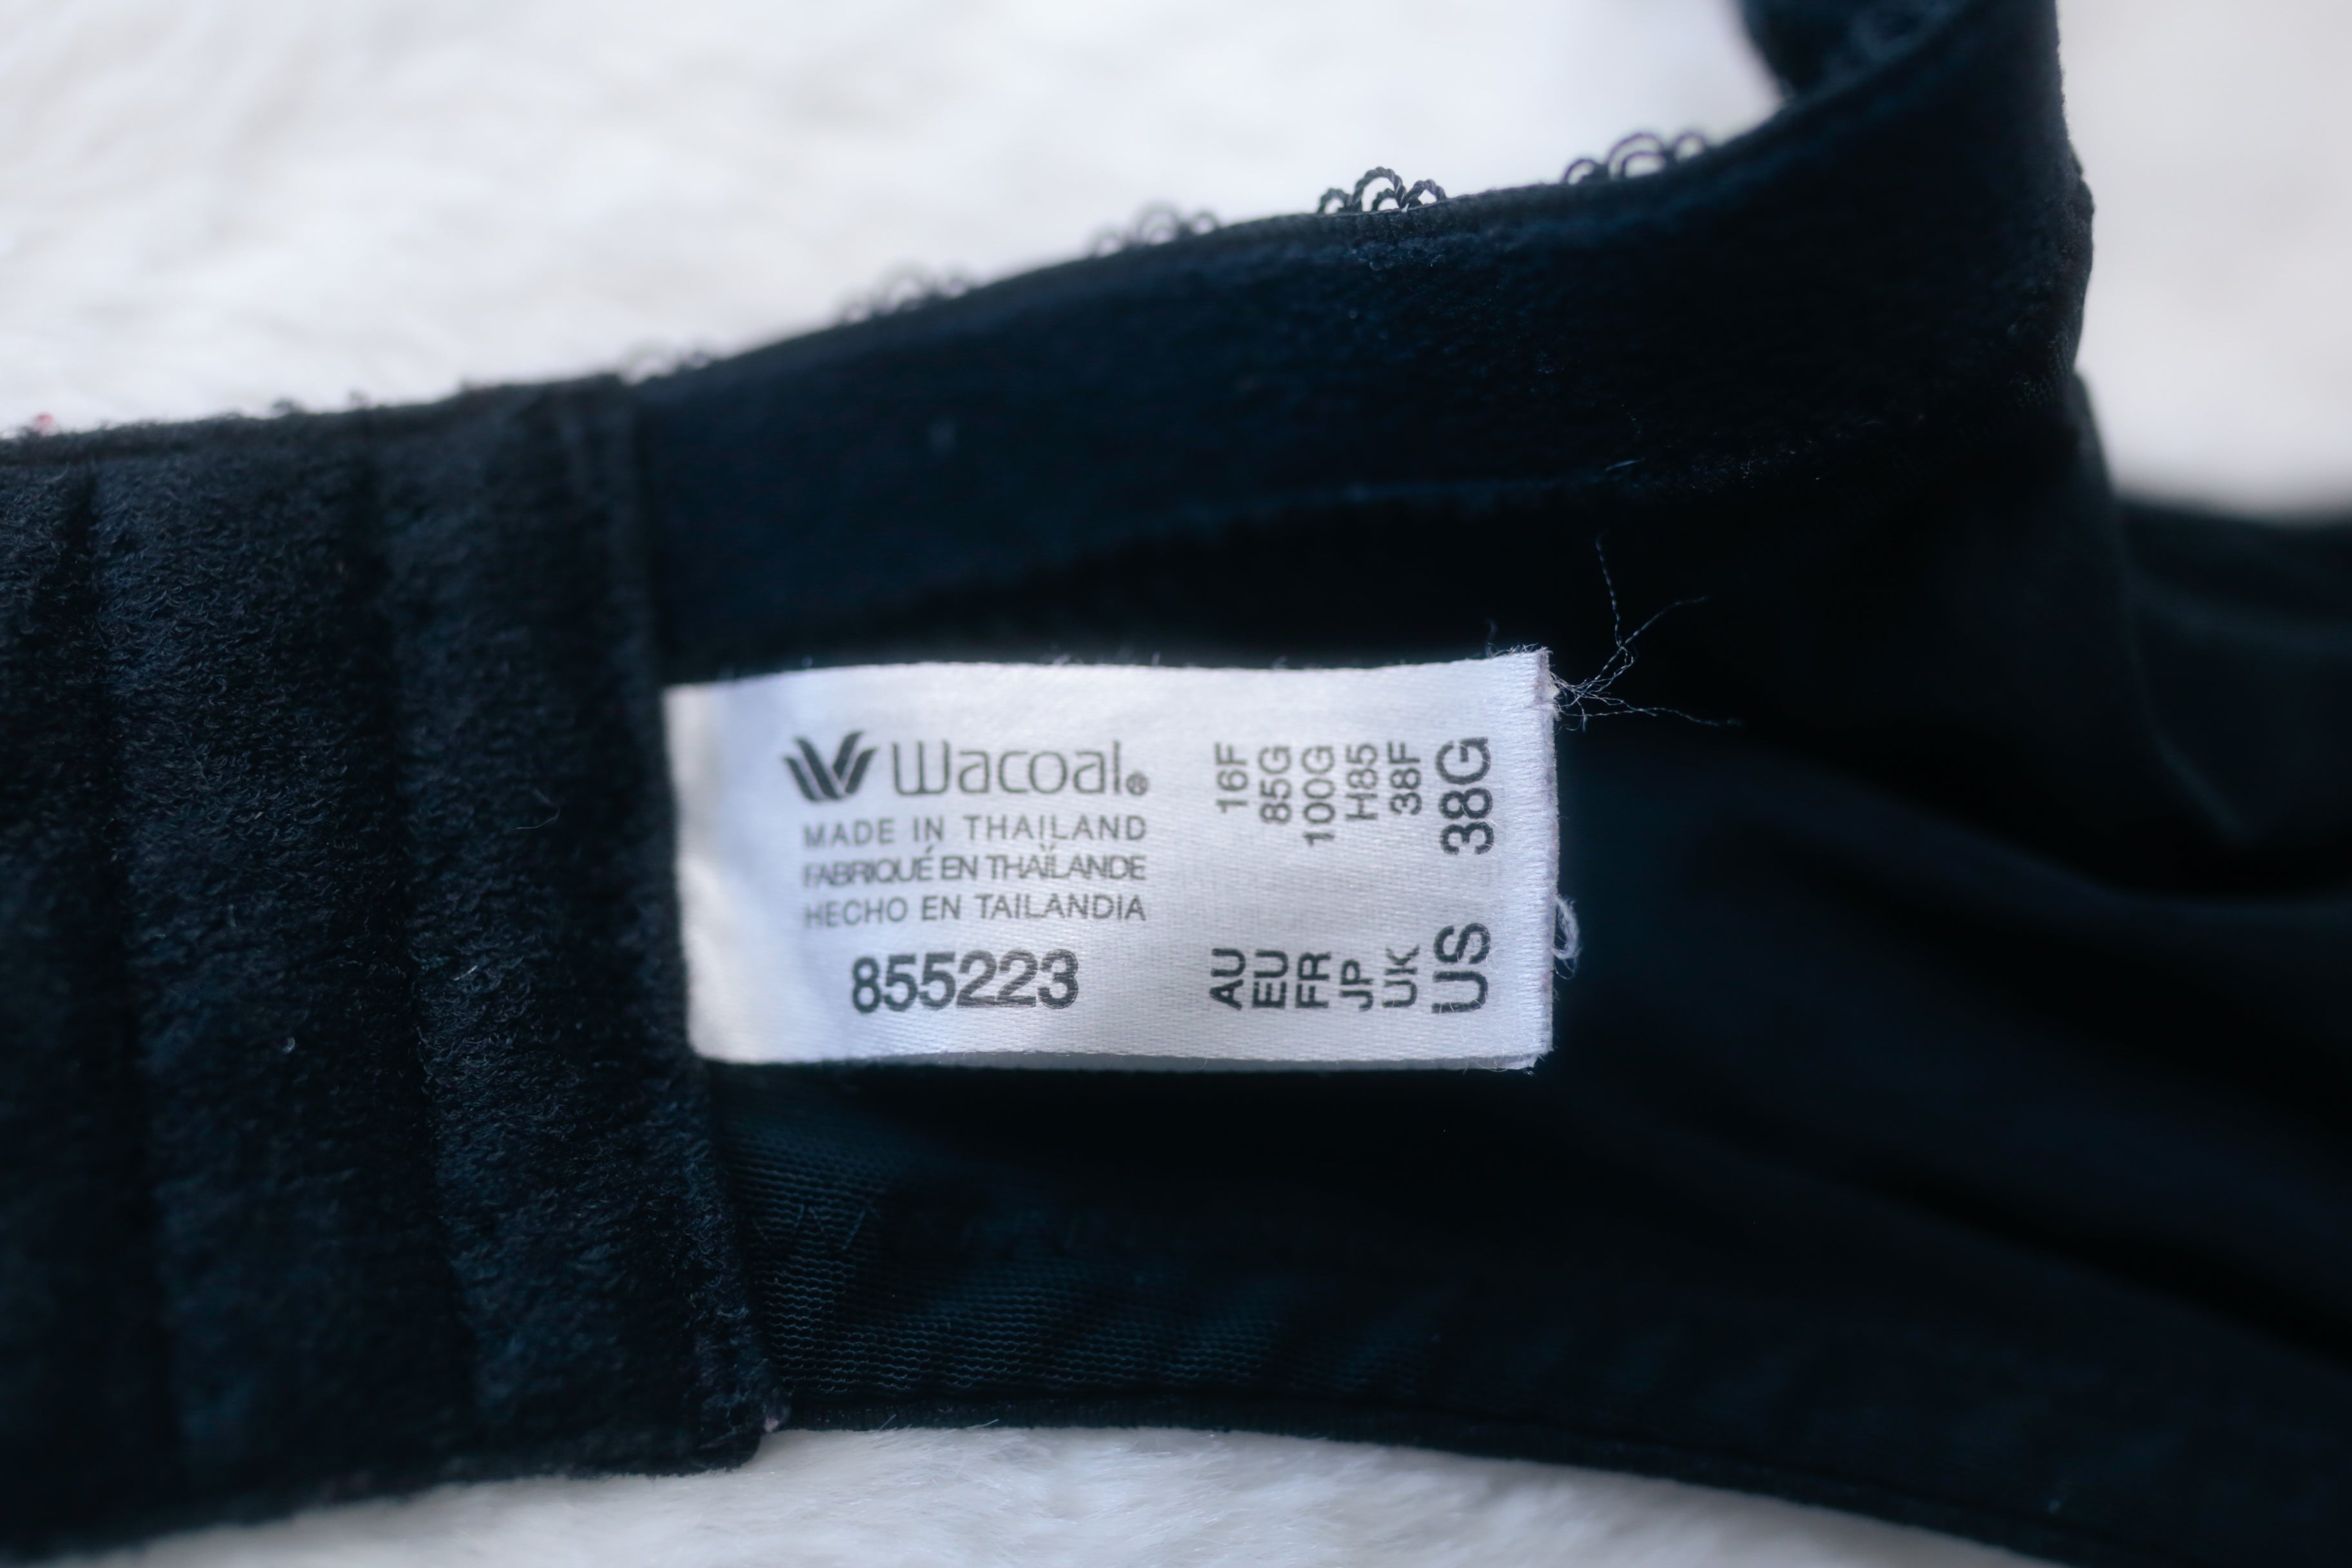 Wacoal®
MADE IN THAILAND
FABRIQUÉ EN THAÏLANDE
HECHO EN TAILANDIA
855223
AU 16F
EU 85G
FR 100G
JP H85
UK 38F
US 38G